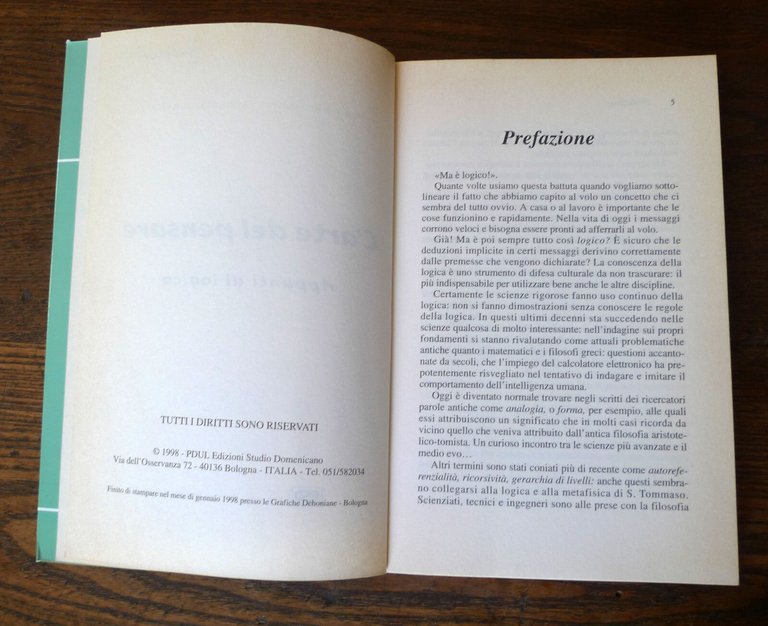 L'arte del pensare
Appunti di logica
TUTTI I DIRITTI SONO RISERVATI
© 1998 - PDUL Edizioni Studio Domenicano
Via dell'Osservanza 72 - 40136 Bologna - ITALIA - Tel. 051/582034
Finito di stampare nel mese di gennaio 1998 presso le Grafiche Dehoniane - Bologna
5
Prefazione
«Ma è logico!».
Quante volte usiamo questa battuta quando vogliamo sotto-
lineare il fatto che abbiamo capito al volo un concetto che ci
sembra del tutto ovvio. A casa o al lavoro è importante che le
cose funzionino e rapidamente. Nella vita di oggi i messaggi
corrono veloci e bisogna essere pronti ad afferrarli al volo.
Già! Ma è poi sempre tutto così logico? È sicuro che le
deduzioni implicite in certi messaggi derivino correttamente
dalle premesse che vengono dichiarate? La conoscenza della
logica è uno strumento di difesa culturale da non trascurare: il
più indispensabile per utilizzare bene anche le altre discipline.
Certamente le scienze rigorose fanno uso continuo della
logica: non si fanno dimostrazioni senza conoscere le regole
della logica. In questi ultimi decenni sta succedendo nelle
scienze qualcosa di molto interessante: nell'indagine sui propri
fondamenti si stanno rivalutando come attuali problematiche
antiche quanto i matematici e i filosofi greci: questioni accanto-
nate da secoli, che l'impiego del calcolatore elettronico ha pre-
potentemente risvegliato nel tentativo di indagare e imitare il
comportamento dell'intelligenza umana.
Oggi è diventato normale trovare negli scritti dei ricercatori
parole antiche come analogia, o forma, per esempio, alle quali
essi attribuiscono un significato che in molti casi ricorda da
vicino quello che veniva attribuito dall'antica filosofia aristote-
lico-tomista. Un curioso incontro tra le scienze più avanzate e il
medio evo…
Altri termini sono stati coniati più di recente come autorefe-
renzialità, ricorsività, gerarchia di livelli: anche questi sembra-
no collegarsi alla logica e alla metafisica di S. Tommaso.
Scienziati, tecnici e ingegneri sono alle prese con la filosofia